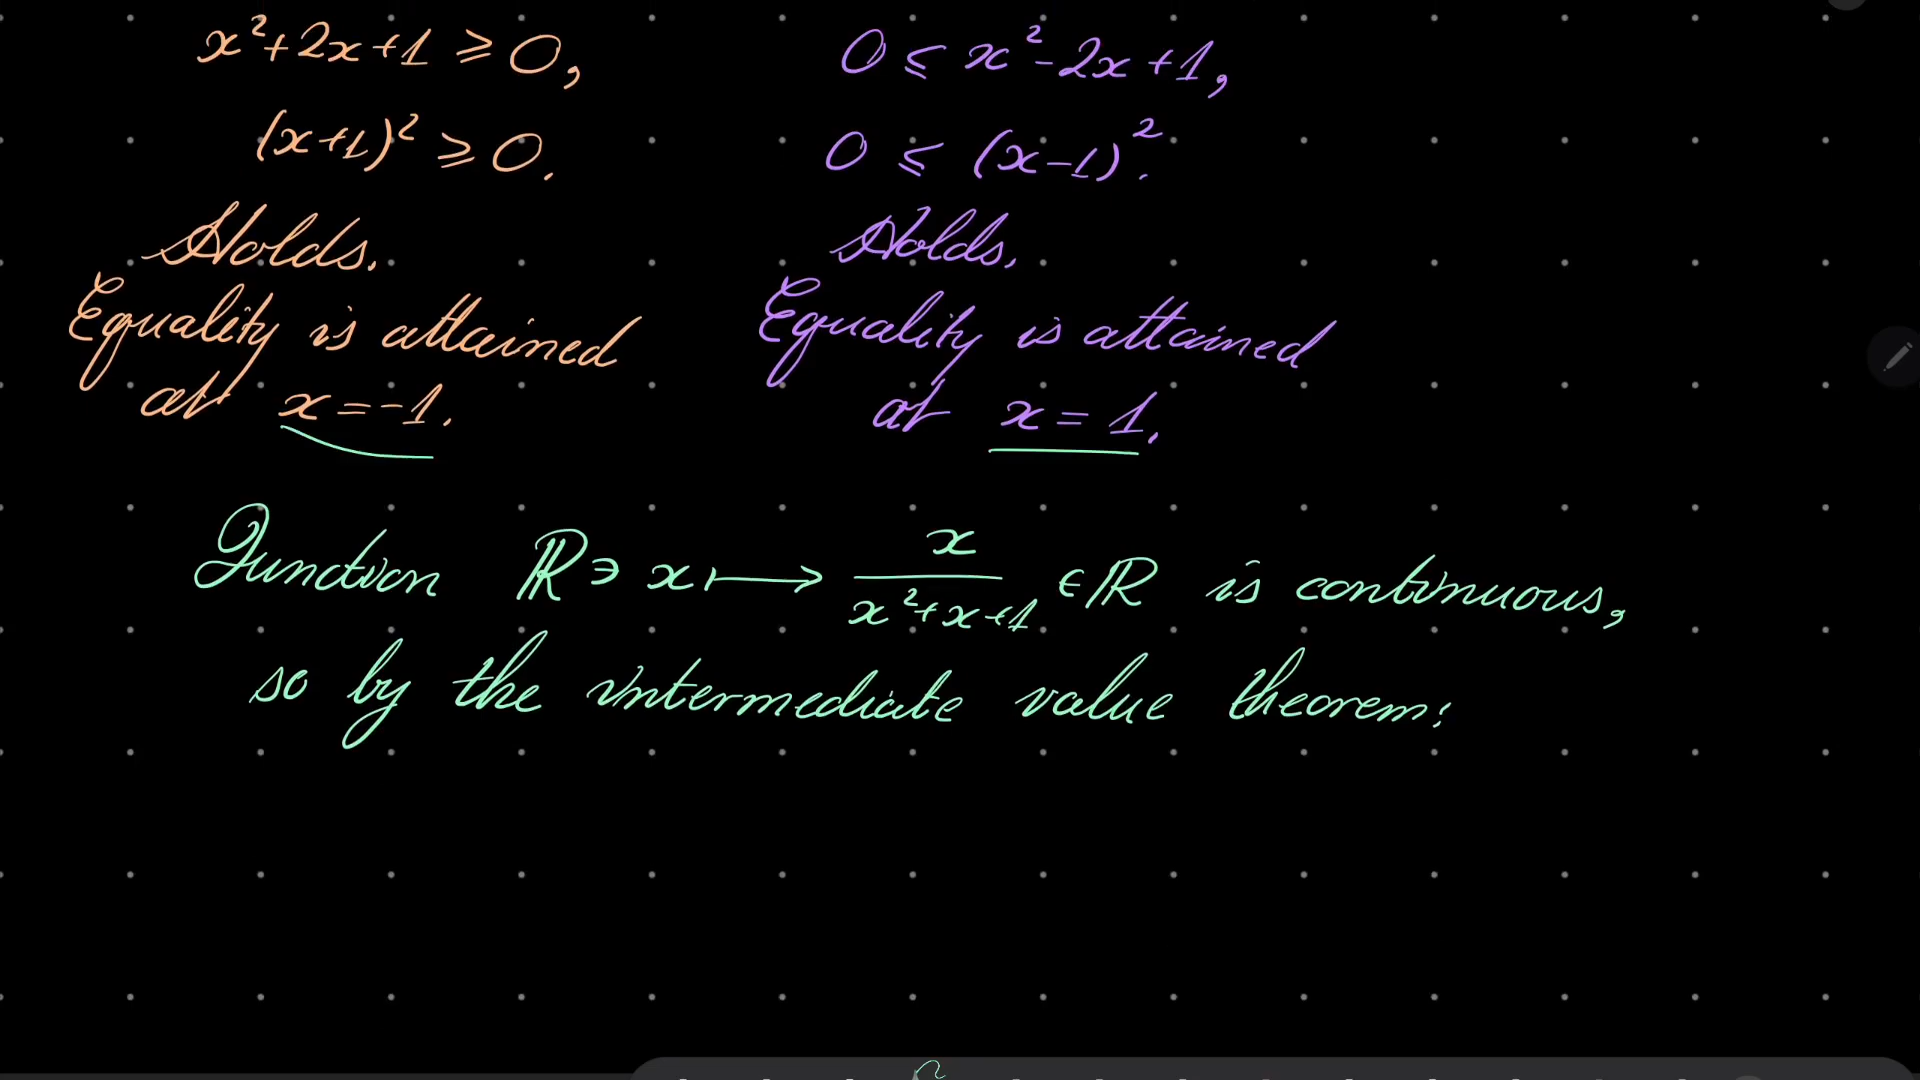 x²+2x+1 ⩾ 0,
(x+1)² ⩾ 0.
Holds.
Equality is attained
at x=-1.
0 ⩽ x²-2x+1,
0 ⩽ (x-1)².
Holds.
Equality is attained
at x = 1.
Function ℝ∋ x ⟼ x/(x²+x+1) ∈ ℝ is continuous,
so by the intermediate value theorem: